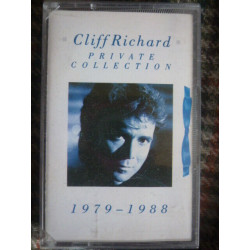 Cliff Richard
PRIVATE
COLLECTION
1979-1988